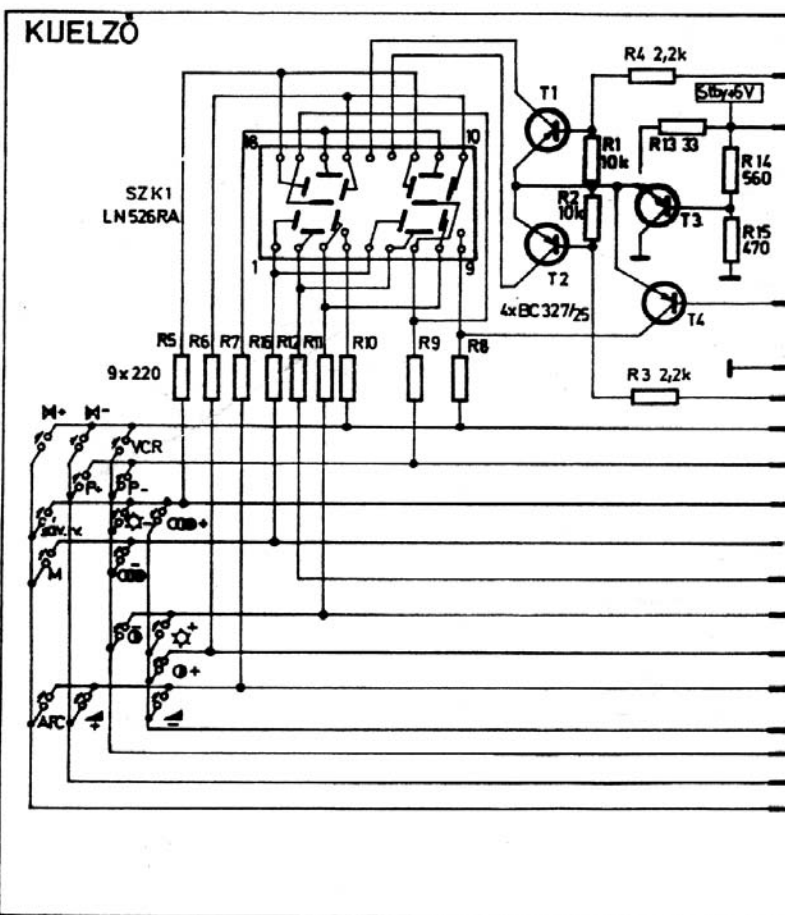 KIJELZŐ
R4 2,2k
T1
Stby+6V
18
10
R1
10k
R13 33
R14
560
SZK1
LN526RA
R2
10k
T3
R15
470
1
9
T2
4xBC327/25
T4
R5
R6
R7
R16
R12
R11
R10
R9
R8
9x220
R3 2,2k
+
-
VCR
P+
P-
sáv.v.
-
+
M
-
-
+
+
AFC
+
-